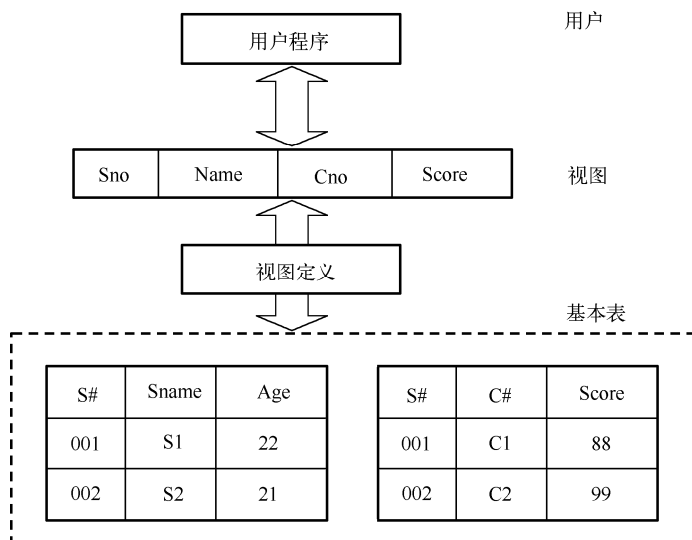 用户
用户程序
Sno Name Cno Score
视图
视图定义
基本表
S# Sname Age
001 S1 22
002 S2 21
S# C# Score
001 C1 88
002 C2 99